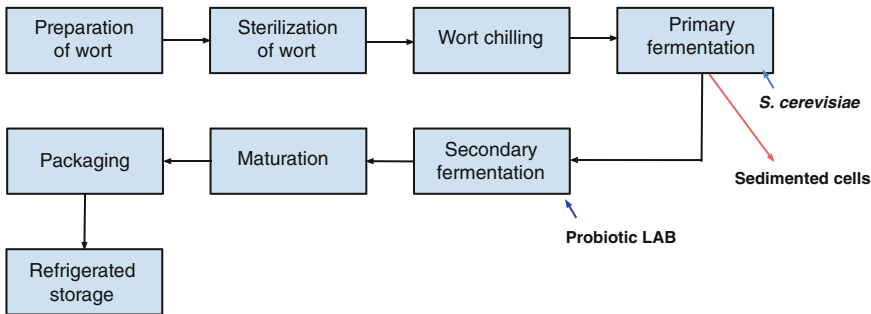 Preparation
of wort
Sterilization
of wort
Wort chilling
Primary
fermentation
S. cerevisiae
Sedimented cells
Secondary
fermentation
Probiotic LAB
Maturation
Packaging
Refrigerated
storage